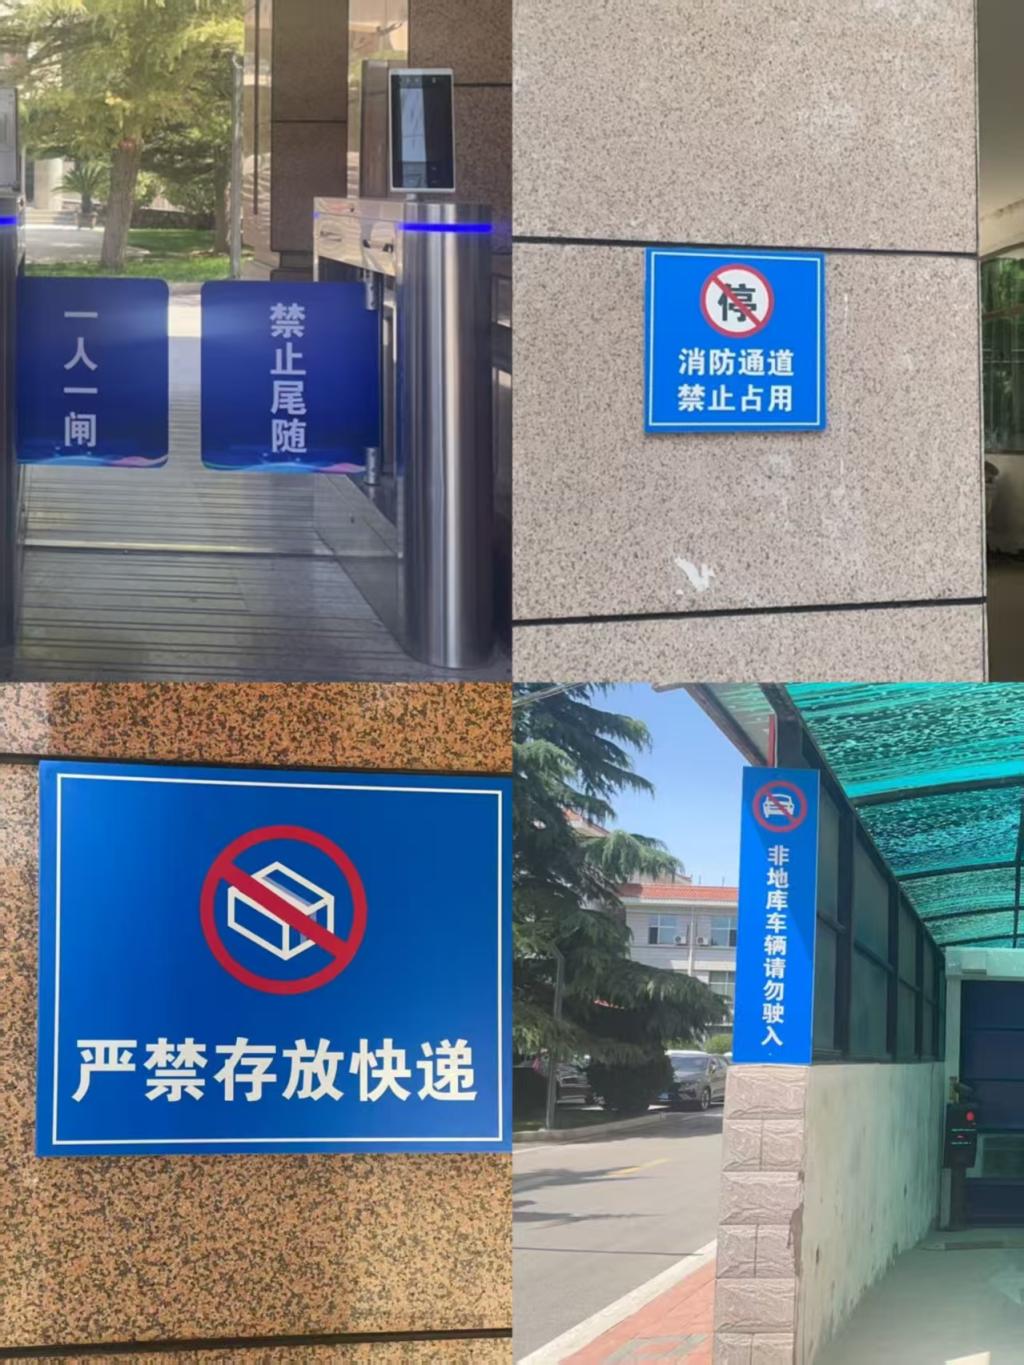 一人一闸
禁止尾随
停
消防通道
禁止占用
严禁存放快递
非地库车辆请勿驶入